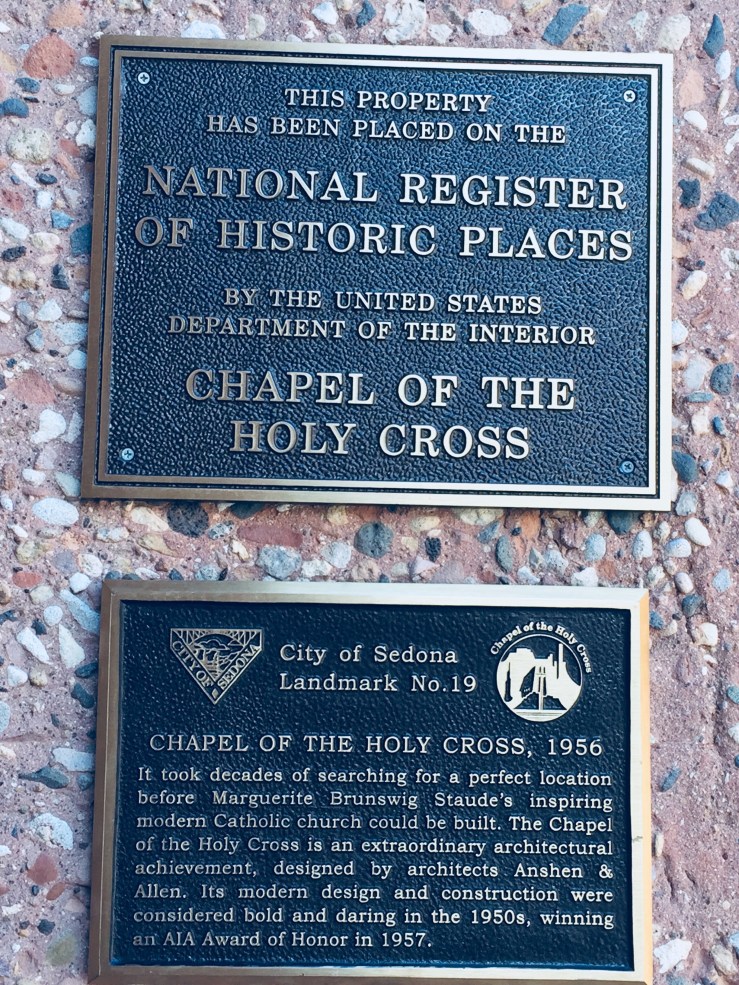 THIS PROPERTY
HAS BEEN PLACED ON THE
NATIONAL REGISTER
OF HISTORIC PLACES
BY THE UNITED STATES
DEPARTMENT OF THE INTERIOR
CHAPEL OF THE
HOLY CROSS
CITY OF SEDONA
City of Sedona
Landmark No.19
Chapel of the Holy Cross
CHAPEL OF THE HOLY CROSS, 1956
It took decades of searching for a perfect location
before Marguerite Brunswig Staude's inspiring
modern Catholic church could be built. The Chapel
of the Holy Cross is an extraordinary architectural
achievement, designed by architects Anshen &
Allen. Its modern design and construction were
considered bold and daring in the 1950s, winning
an AIA Award of Honor in 1957.